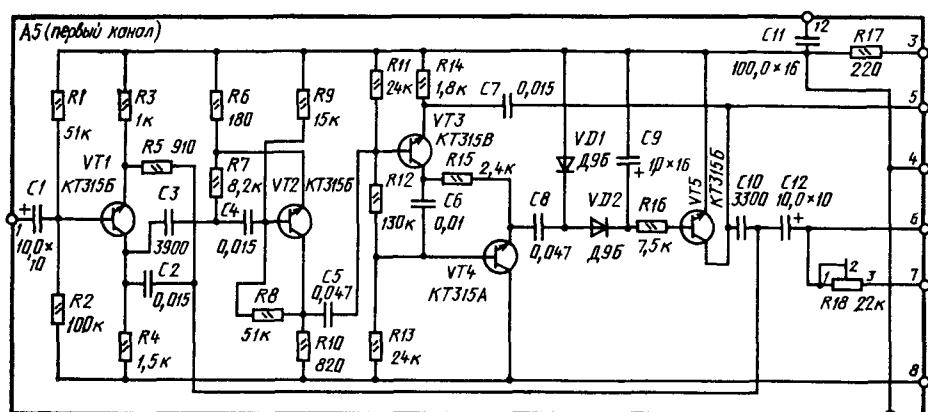 А5 (первый канал)
C1
10,0×
10
1
R1
51к
R2
100к
R3
1к
VT1
КТ315Б
R5 910
C3
3900
C2
0,015
R4
1,5к
R6
180
R7
8,2к
C4
0,015
R9
15к
VT2
КТ315Б
R8
51к
C5
0,047
R10
820
R11
24к
R12
130к
R13
24к
R14
1,8к
VT3
КТ315В
C7
0,015
R15
2,4к
C6
0,01
VT4
КТ315А
C8
0,047
VD1
Д9Б
VD2
Д9Б
C9
1,0×16
R16
7,5к
VT5
КТ315Б
C10
3300
C11
100,0×16
12
R17
220
C12
10,0×10
1
2
3
R18 22к
3
5
4
6
7
8